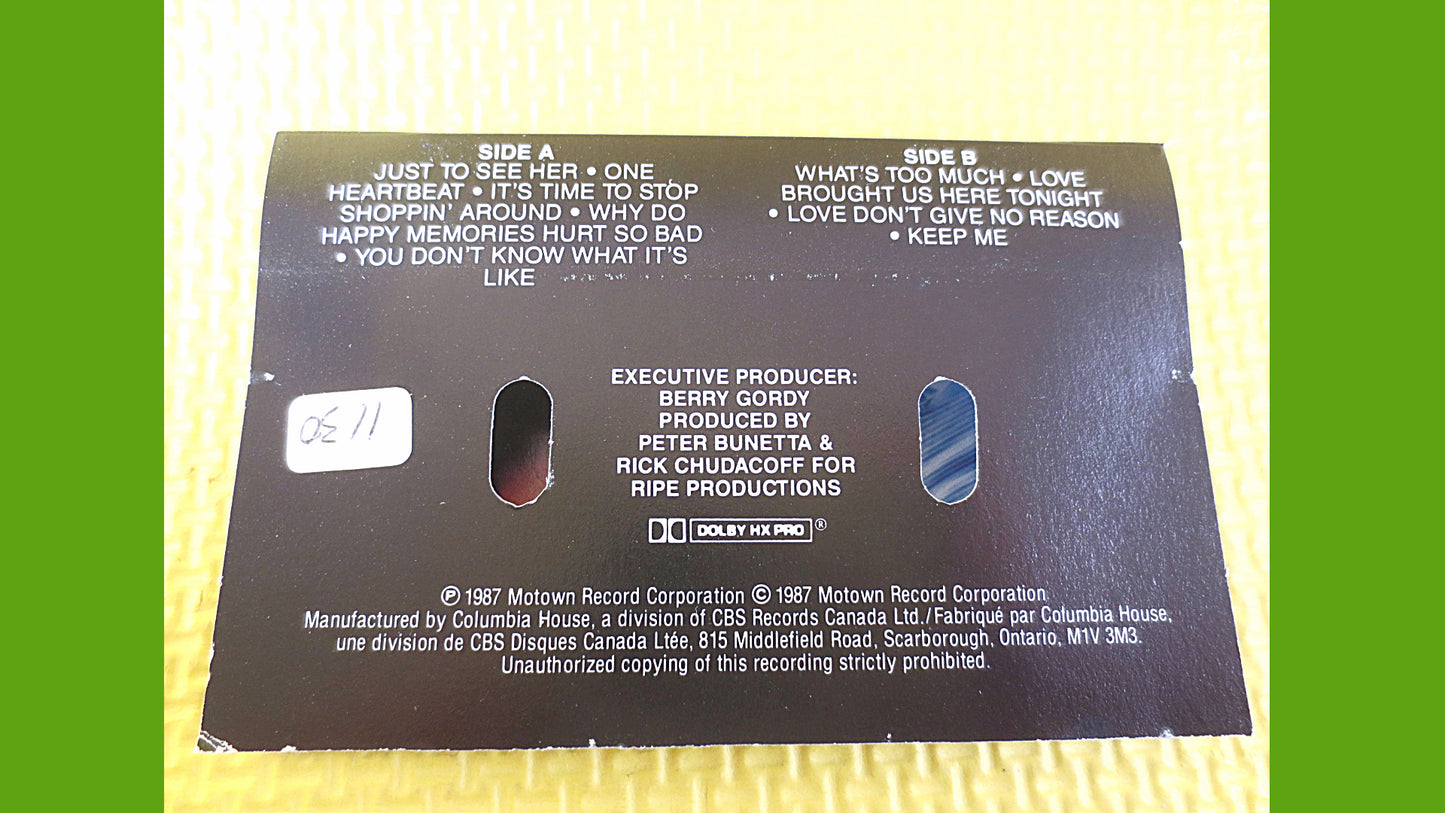 SIDE A
JUST TO SEE HER • ONE
HEARTBEAT • IT'S TIME TO STOP
SHOPPIN' AROUND • WHY DO
HAPPY MEMORIES HURT SO BAD
• YOU DON'T KNOW WHAT IT'S
LIKE
SIDE B
WHAT'S TOO MUCH • LOVE
BROUGHT US HERE TONIGHT
• LOVE DON'T GIVE NO REASON
• KEEP ME
EXECUTIVE PRODUCER:
BERRY GORDY
PRODUCED BY
PETER BUNETTA &
RICK CHUDACOFF FOR
RIPE PRODUCTIONS
DOLBY HX PRO ®
℗ 1987 Motown Record Corporation © 1987 Motown Record Corporation
Manufactured by Columbia House, a division of CBS Records Canada Ltd./Fabriqué par Columbia House,
une division de CBS Disques Canada Ltée, 815 Middlefield Road, Scarborough, Ontario, M1V 3M3.
Unauthorized copying of this recording strictly prohibited.